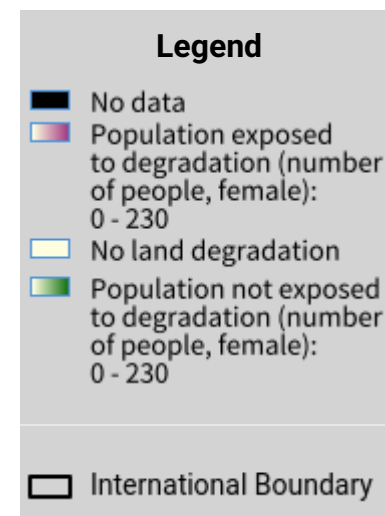 Legend
No data
Population exposed
to degradation (number
of people, female):
0 - 230
No land degradation
Population not exposed
to degradation (number
of people, female):
0 - 230
International Boundary